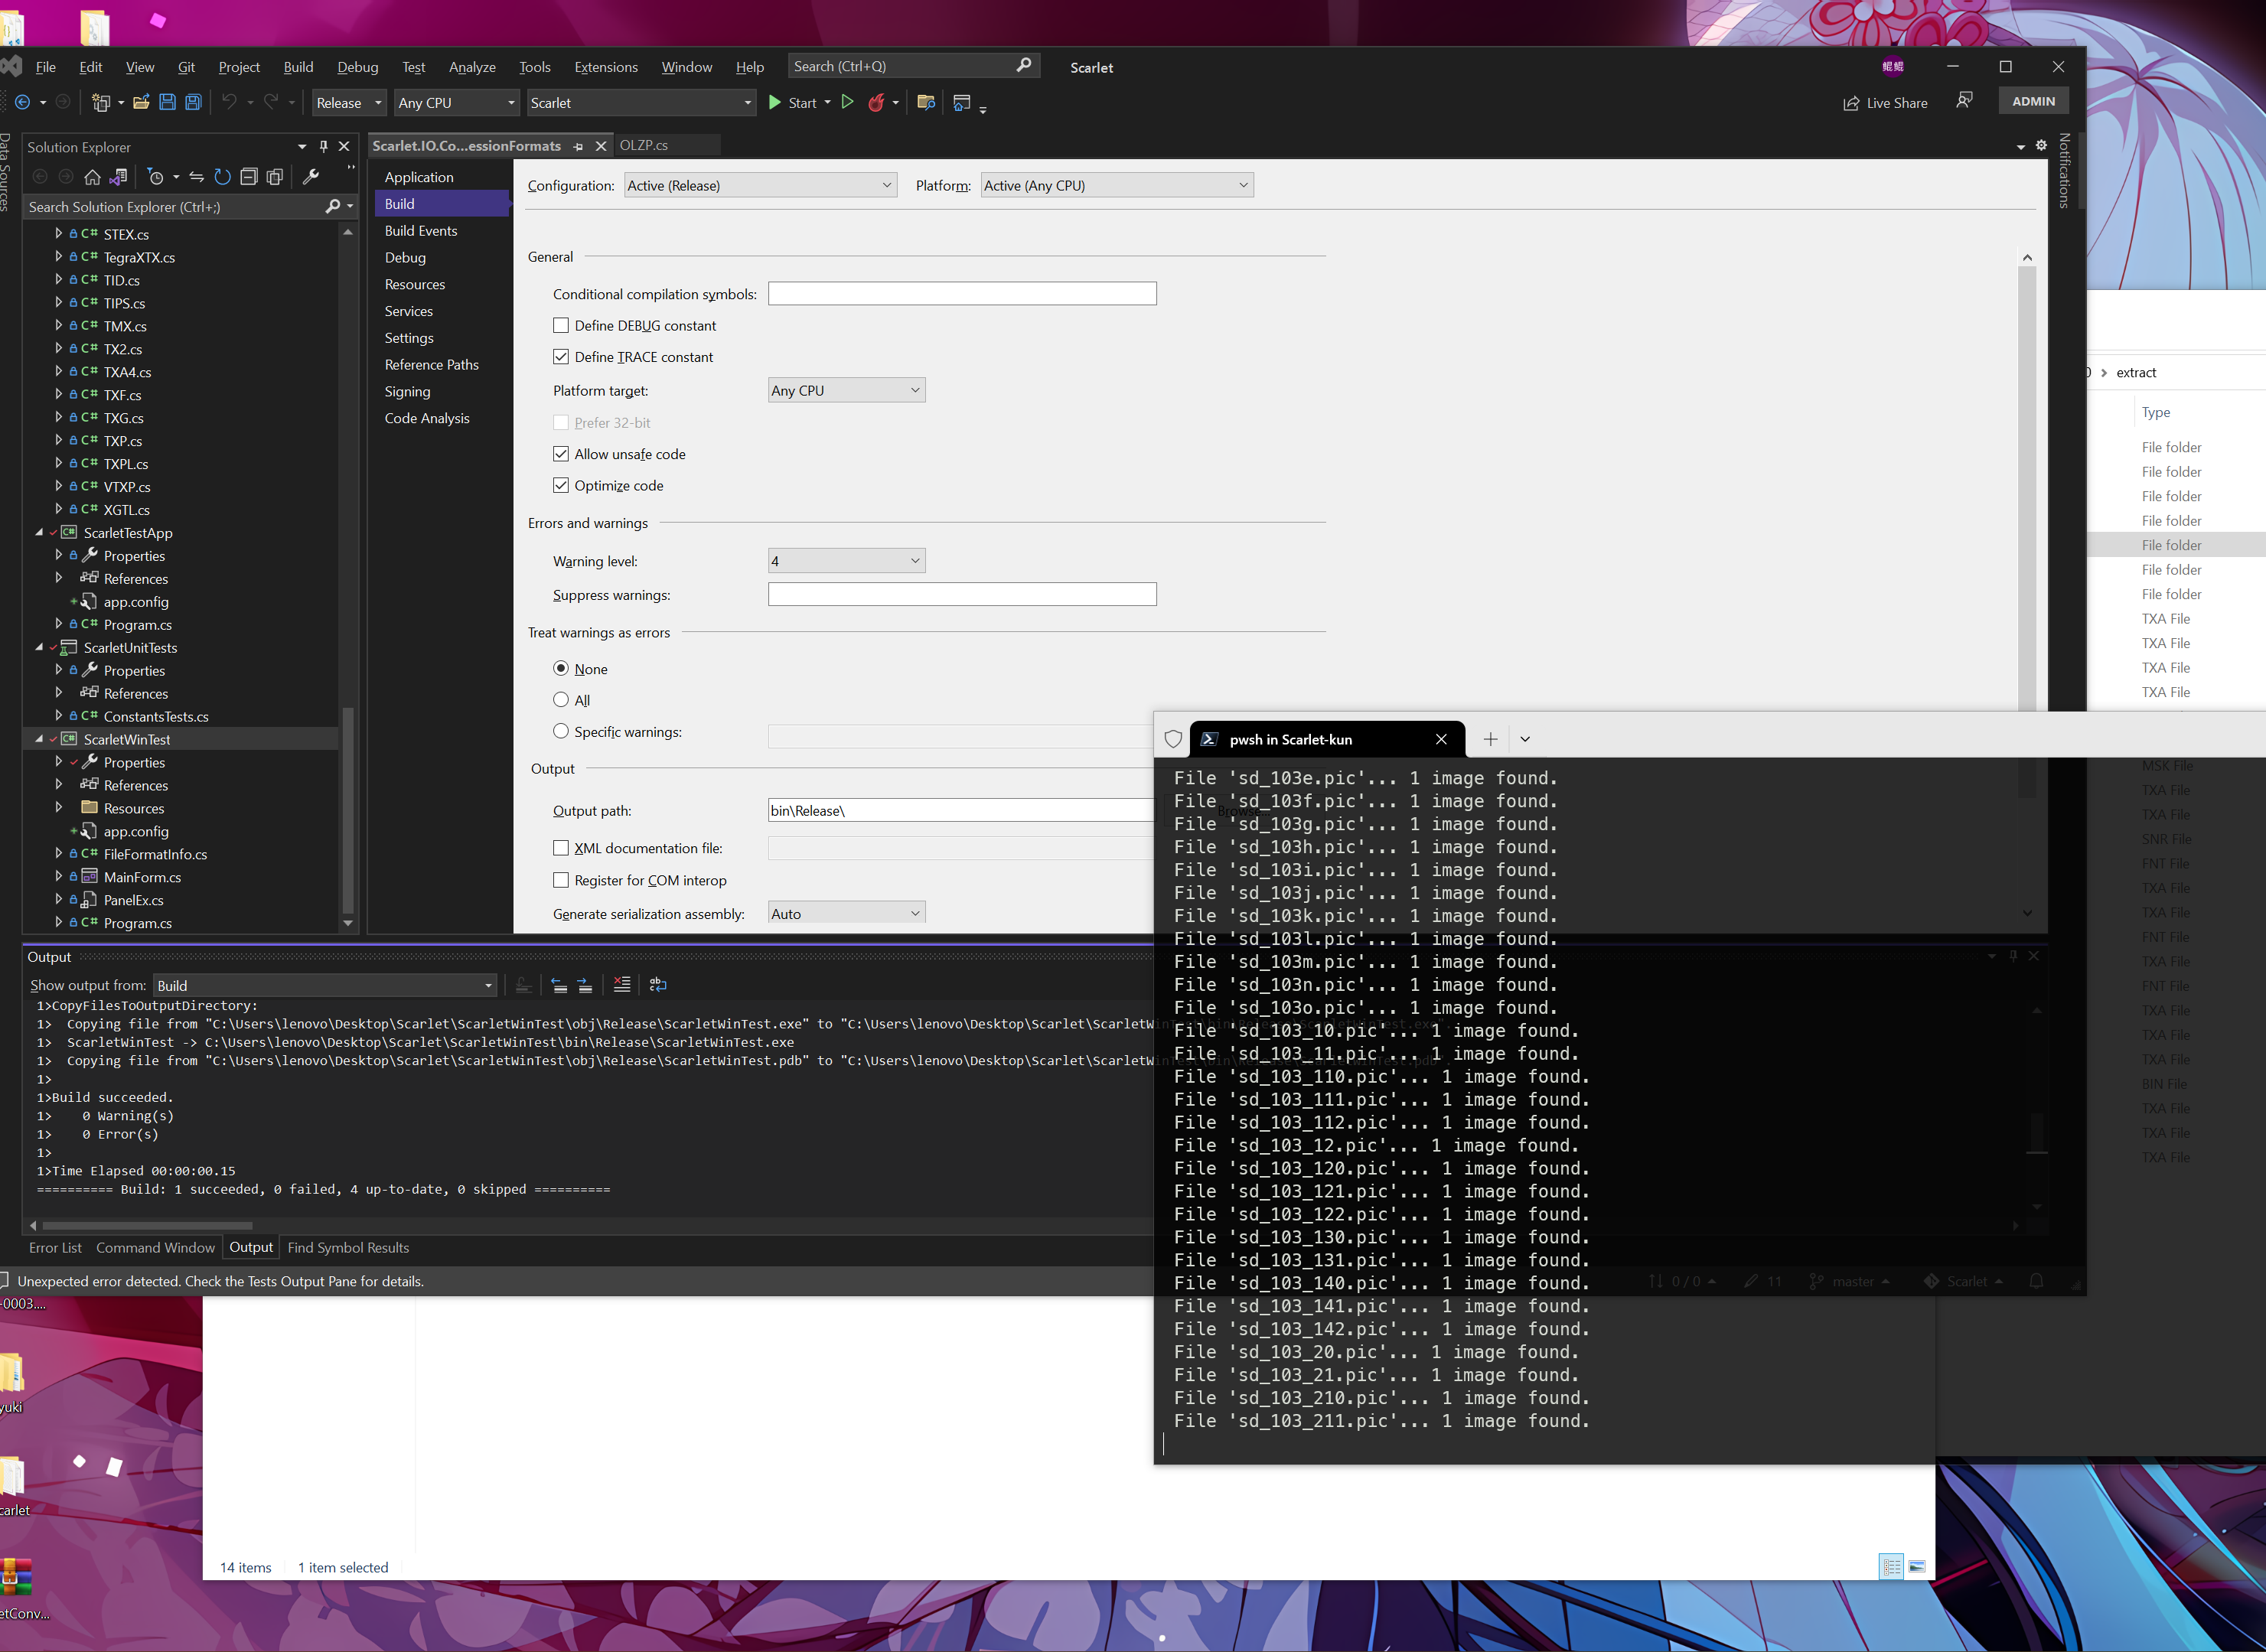 File Edit View Git Project Build Debug Test Analyze Tools Extensions Window Help Search (Ctrl+Q) Scarlet 鲲鲲
Release Any CPU Scarlet Start Live Share ADMIN
Data Sources
Solution Explorer
Search Solution Explorer (Ctrl+;)
C# STEX.cs
C# TegraXTX.cs
C# TID.cs
C# TIPS.cs
C# TMX.cs
C# TX2.cs
C# TXA4.cs
C# TXF.cs
C# TXG.cs
C# TXP.cs
C# TXPL.cs
C# VTXP.cs
C# XGTL.cs
C# ScarletTestApp
Properties
References
app.config
C# Program.cs
ScarletUnitTests
Properties
References
C# ConstantsTests.cs
C# ScarletWinTest
Properties
References
Resources
app.config
C# FileFormatInfo.cs
MainForm.cs
PanelEx.cs
C# Program.cs
Scarlet.IO.Co...essionFormats OLZP.cs
Application
Build
Build Events
Debug
Resources
Services
Settings
Reference Paths
Signing
Code Analysis
Configuration: Active (Release) Platform: Active (Any CPU)
General
Conditional compilation symbols:
Define DEBUG constant
Define TRACE constant
Platform target: Any CPU
Prefer 32-bit
Allow unsafe code
Optimize code
Errors and warnings
Warning level: 4
Suppress warnings:
Treat warnings as errors
None
All
Specific warnings:
Output
Output path: bin\Release\ Browse...
XML documentation file:
Register for COM interop
Generate serialization assembly: Auto
Notifications
Output
Show output from: Build
1>CopyFilesToOutputDirectory:
1> Copying file from "C:\Users\lenovo\Desktop\Scarlet\ScarletWinTest\obj\Release\ScarletWinTest.exe" to "C:\Users\lenovo\Desktop\Scarlet\ScarletWinTest\bin\Release\ScarletWinTest.exe".
1> ScarletWinTest -> C:\Users\lenovo\Desktop\Scarlet\ScarletWinTest\bin\Release\ScarletWinTest.exe
1> Copying file from "C:\Users\lenovo\Desktop\Scarlet\ScarletWinTest\obj\Release\ScarletWinTest.pdb" to "C:\Users\lenovo\Desktop\Scarlet\ScarletWinTest\bin\Release\ScarletWinTest.pdb".
1>
1>Build succeeded.
1> 0 Warning(s)
1> 0 Error(s)
1>
1>Time Elapsed 00:00:00.15
========== Build: 1 succeeded, 0 failed, 4 up-to-date, 0 skipped ==========
Error List Command Window Output Find Symbol Results
Unexpected error detected. Check the Tests Output Pane for details. 0 / 0 11 master Scarlet
pwsh in Scarlet-kun
File 'sd_103e.pic'... 1 image found.
File 'sd_103f.pic'... 1 image found.
File 'sd_103g.pic'... 1 image found.
File 'sd_103h.pic'... 1 image found.
File 'sd_103i.pic'... 1 image found.
File 'sd_103j.pic'... 1 image found.
File 'sd_103k.pic'... 1 image found.
File 'sd_103l.pic'... 1 image found.
File 'sd_103m.pic'... 1 image found.
File 'sd_103n.pic'... 1 image found.
File 'sd_103o.pic'... 1 image found.
File 'sd_103_10.pic'... 1 image found.
File 'sd_103_11.pic'... 1 image found.
File 'sd_103_110.pic'... 1 image found.
File 'sd_103_111.pic'... 1 image found.
File 'sd_103_112.pic'... 1 image found.
File 'sd_103_12.pic'... 1 image found.
File 'sd_103_120.pic'... 1 image found.
File 'sd_103_121.pic'... 1 image found.
File 'sd_103_122.pic'... 1 image found.
File 'sd_103_130.pic'... 1 image found.
File 'sd_103_131.pic'... 1 image found.
File 'sd_103_140.pic'... 1 image found.
File 'sd_103_141.pic'... 1 image found.
File 'sd_103_142.pic'... 1 image found.
File 'sd_103_20.pic'... 1 image found.
File 'sd_103_21.pic'... 1 image found.
File 'sd_103_210.pic'... 1 image found.
File 'sd_103_211.pic'... 1 image found.
extract
Type
File folder
File folder
File folder
File folder
File folder
File folder
File folder
TXA File
TXA File
TXA File
TXA File
MSK File
TXA File
TXA File
SNR File
FNT File
TXA File
TXA File
FNT File
TXA File
FNT File
TXA File
TXA File
TXA File
BIN File
TXA File
TXA File
TXA File
-0003....
yuki
carlet
etConv...
14 items 1 item selected